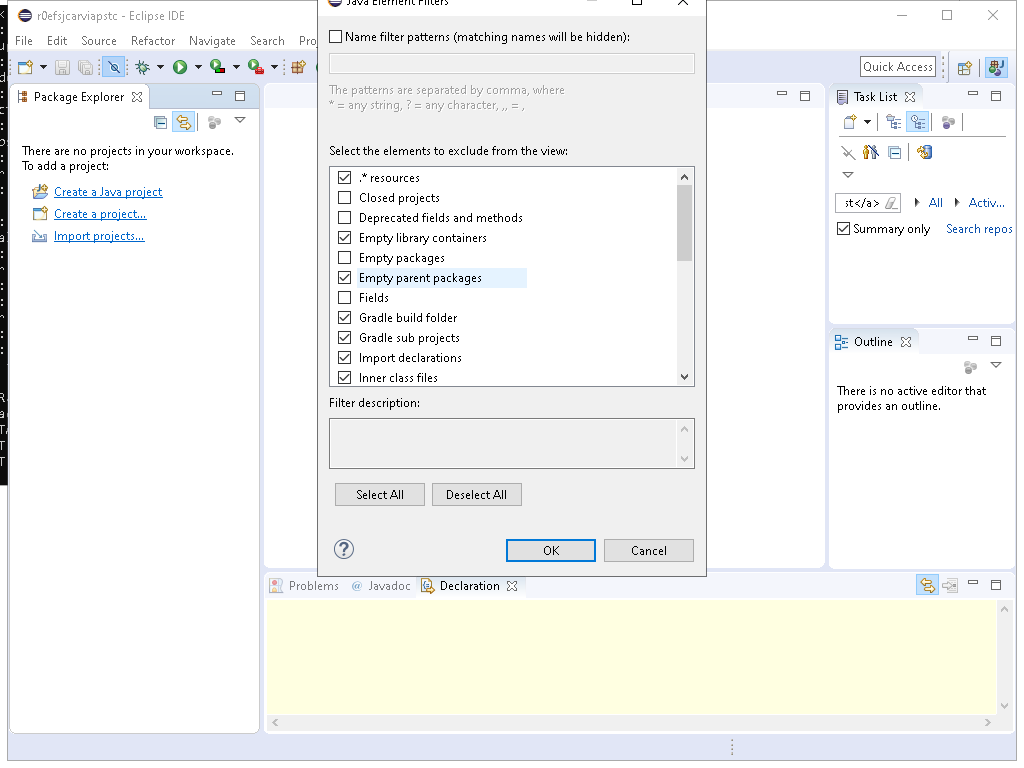 r0efsjcarviapstc - Eclipse IDE
File Edit Source Refactor Navigate Search
Quick Access
Package Explorer
There are no projects in your workspace.
To add a project:
Create a Java project
Create a project...
Import projects...
Java Element Filters
Name filter patterns (matching names will be hidden):
The patterns are separated by comma, where
* = any string, ? = any character, ,, = ,
Select the elements to exclude from the view:
.* resources
Closed projects
Deprecated fields and methods
Empty library containers
Empty packages
Empty parent packages
Fields
Gradle build folder
Gradle sub projects
Import declarations
Inner class files
Filter description:
Select All Deselect All
OK Cancel
Task List
st</a> All Activ...
Summary only Search repos
Outline
There is no active editor that
provides an outline.
Problems @ Javadoc Declaration